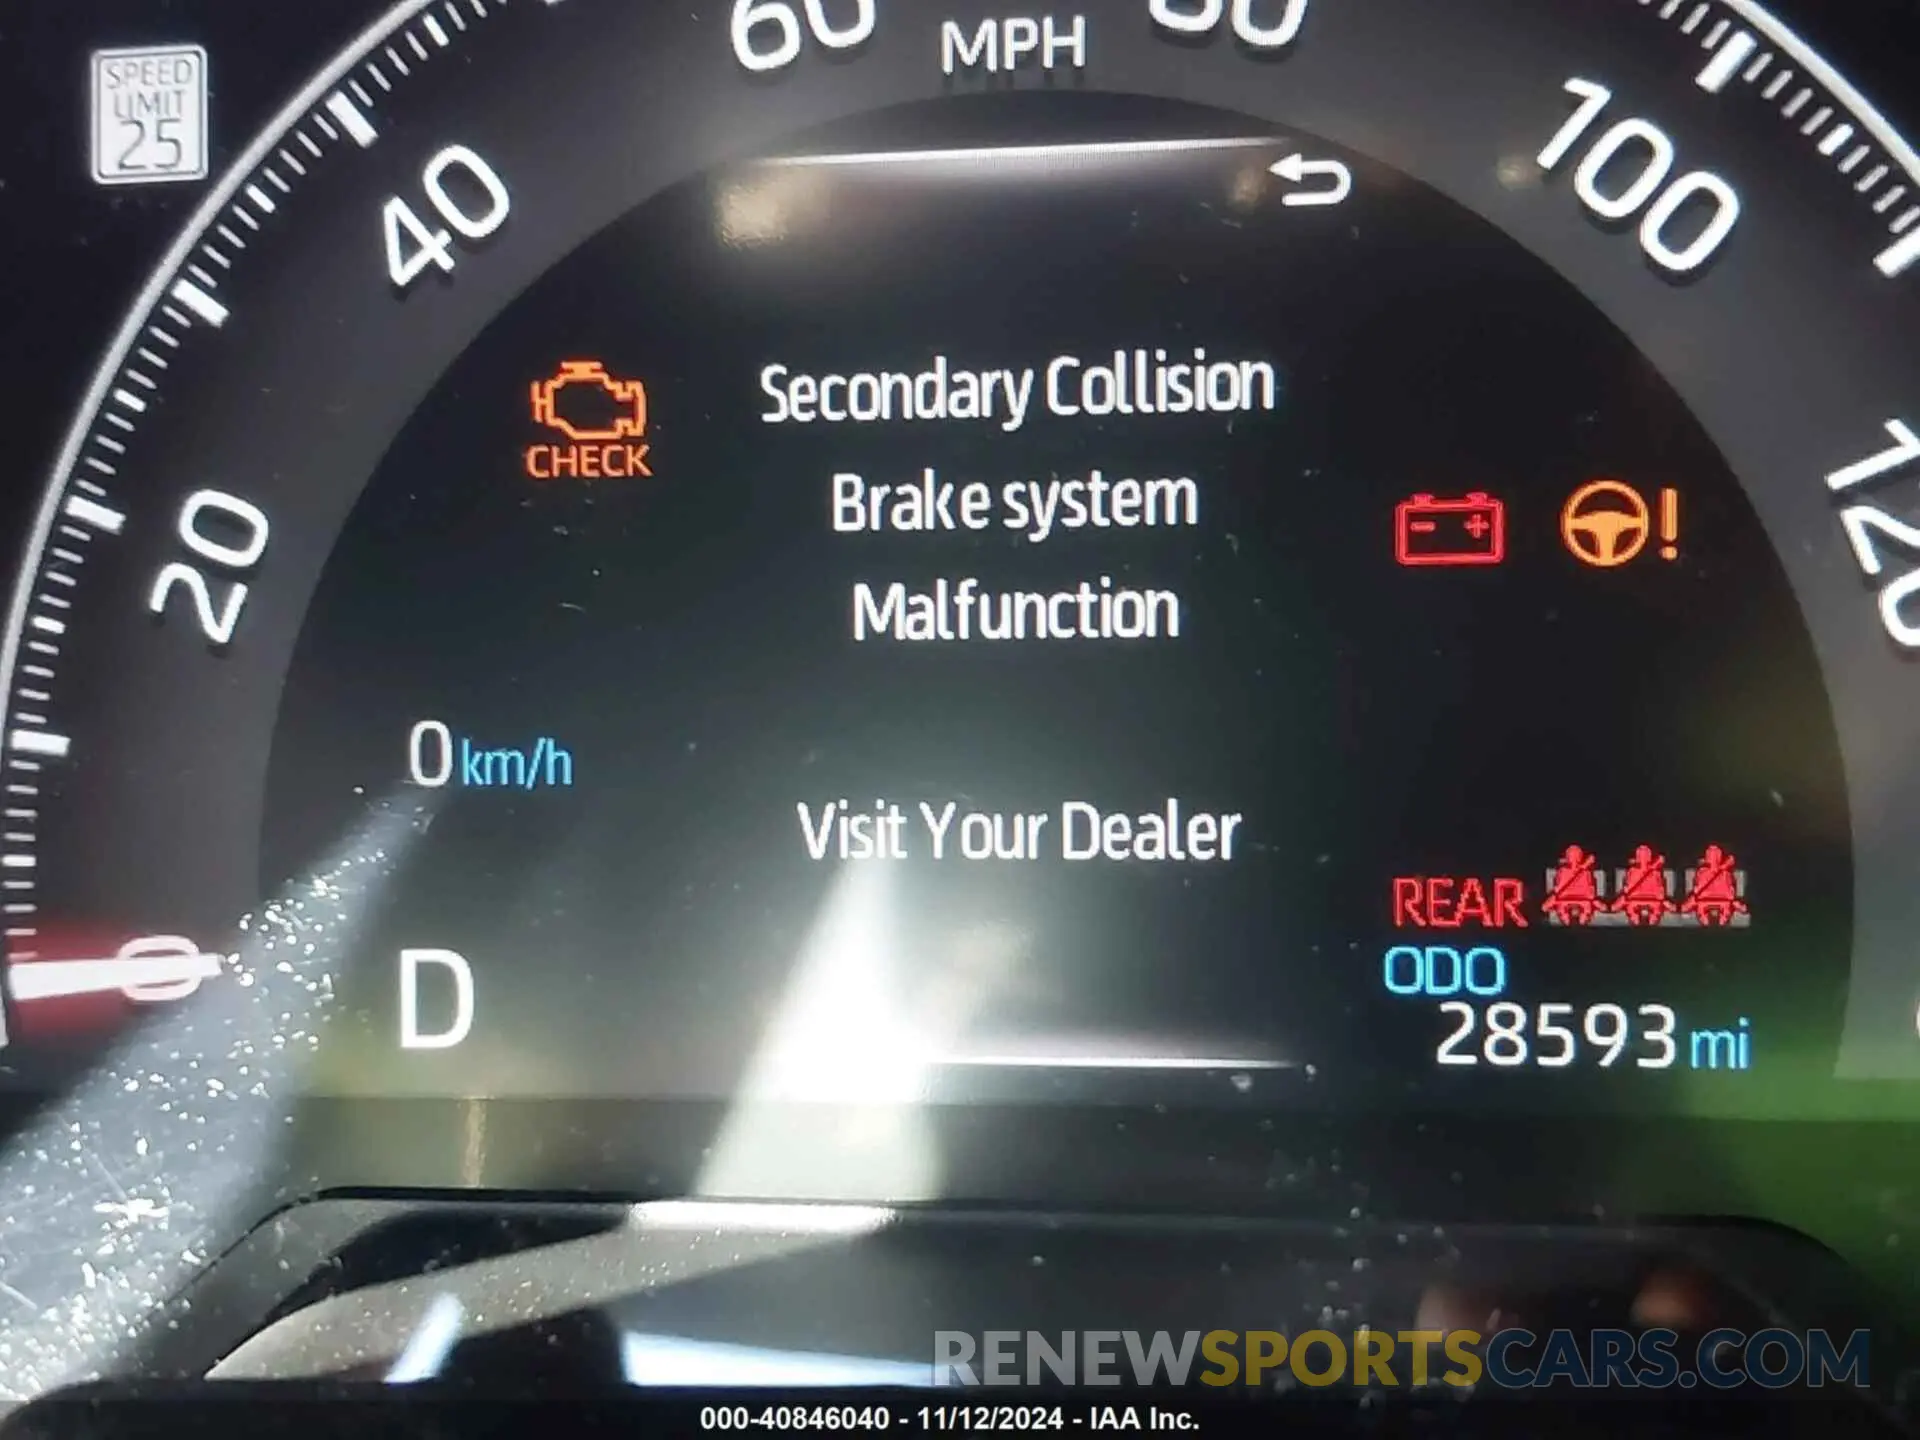 SPEED
LIMIT
25
60
MPH
80
40
100
Secondary Collision
CHECK
Brake system
20
120
Malfunction
0 km/h
Visit Your Dealer
REAR
0
D
ODO
28593 mi
RENEWSPORTSCARS.COM
000-40846040 - 11/12/2024 - IAA Inc.